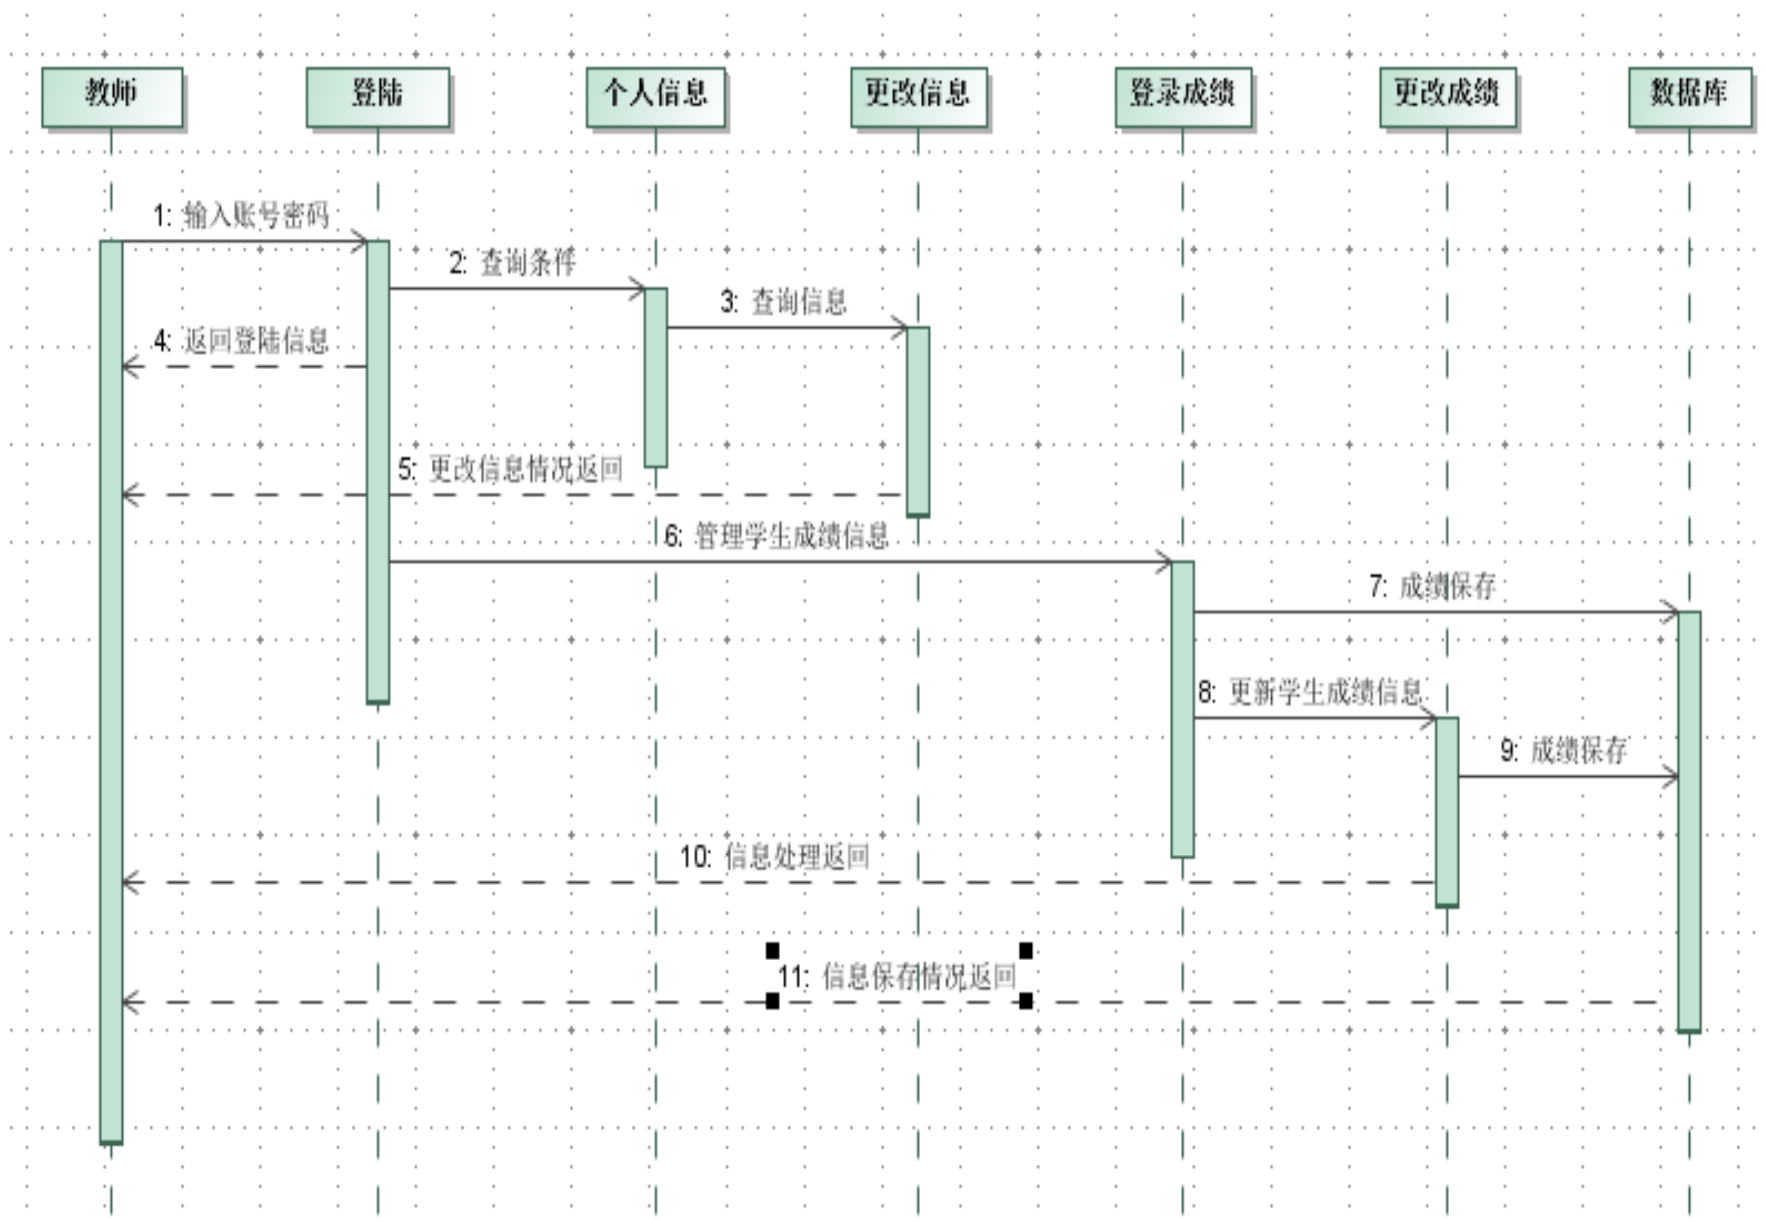 教师
登陆
个人信息
更改信息
登录成绩
更改成绩
数据库
1: 输入账号密码
2: 查询条件
3: 查询信息
4: 返回登陆信息
5: 更改信息情况返回
6: 管理学生成绩信息
7: 成绩保存
8: 更新学生成绩信息
9: 成绩保存
10: 信息处理返回
11: 信息保存情况返回